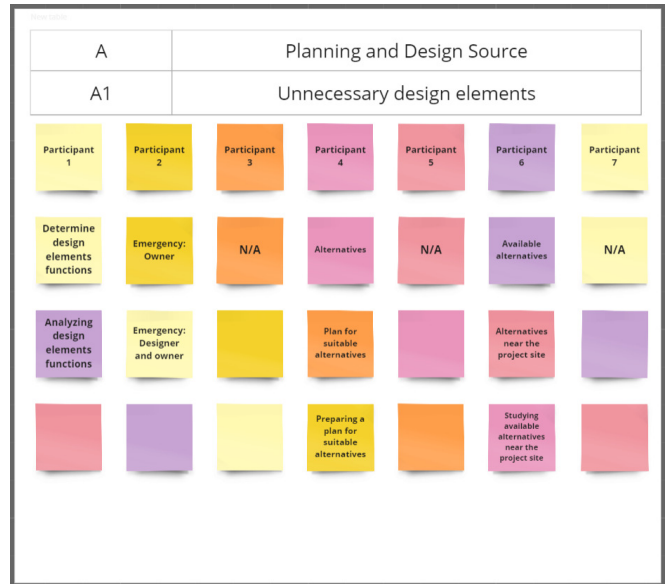 A
Planning and Design Source
A1
Unnecessary design elements
Participant
1
Participant
2
Participant
3
Participant
4
Participant
5
Participant
6
Participant
7
Determine
design
elements
functions
Emergency:
Owner
N/A
Alternatives
N/A
Available
alternatives
N/A
Analyzing
design
elements
functions
Emergency:
Designer
and owner
Plan for
suitable
alternatives
Alternatives
near the
project site
Preparing a
plan for
suitable
alternatives
Studying
available
alternatives
near the
project site